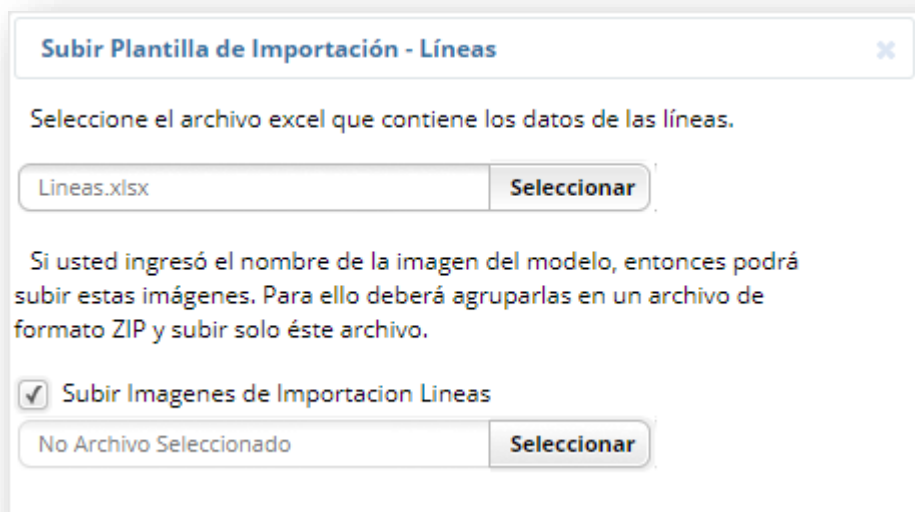 Subir Plantilla de Importación - Líneas
Seleccione el archivo excel que contiene los datos de las líneas.
Lineas.xlsx Seleccionar
Si usted ingresó el nombre de la imagen del modelo, entonces podrá
subir estas imágenes. Para ello deberá agruparlas en un archivo de
formato ZIP y subir solo éste archivo.
Subir Imagenes de Importacion Lineas
No Archivo Seleccionado Seleccionar